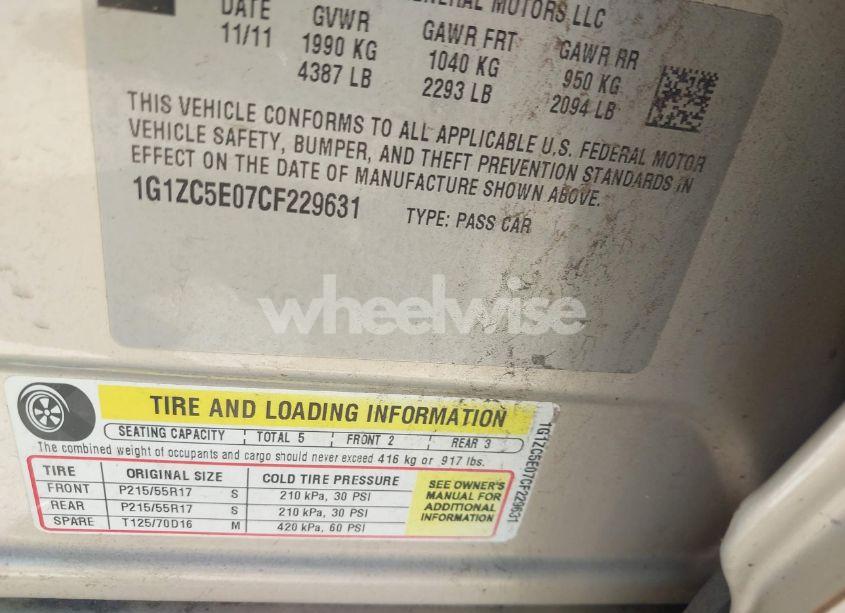 GENERAL MOTORS LLC
DATE GVWR GAWR FRT GAWR RR
11/11 1990 KG 1040 KG 950 KG
4387 LB 2293 LB 2094 LB
THIS VEHICLE CONFORMS TO ALL APPLICABLE U.S. FEDERAL MOTOR
VEHICLE SAFETY, BUMPER, AND THEFT PREVENTION STANDARDS IN
EFFECT ON THE DATE OF MANUFACTURE SHOWN ABOVE.
1G1ZC5E07CF229631 TYPE: PASS CAR
wheelwise
TIRE AND LOADING INFORMATION
SEATING CAPACITY TOTAL 5 FRONT 2 REAR 3
The combined weight of occupants and cargo should never exceed 416 kg or 917 lbs.
TIRE ORIGINAL SIZE COLD TIRE PRESSURE
FRONT P215/55R17 S 210 kPa, 30 PSI
REAR P215/55R17 S 210 kPa, 30 PSI
SPARE T125/70D16 M 420 kPa, 60 PSI
SEE OWNER'S
MANUAL FOR
ADDITIONAL
INFORMATION
1G1ZC5E07CF229631